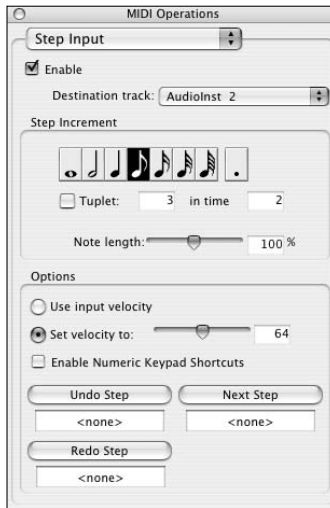 MIDI Operations
Step Input
Enable
Destination track: AudioInst 2
Step Increment
Tuplet: 3 in time 2
Note length: 100 %
Options
Use input velocity
Set velocity to: 64
Enable Numeric Keypad Shortcuts
Undo Step Next Step
<none> <none>
Redo Step
<none>